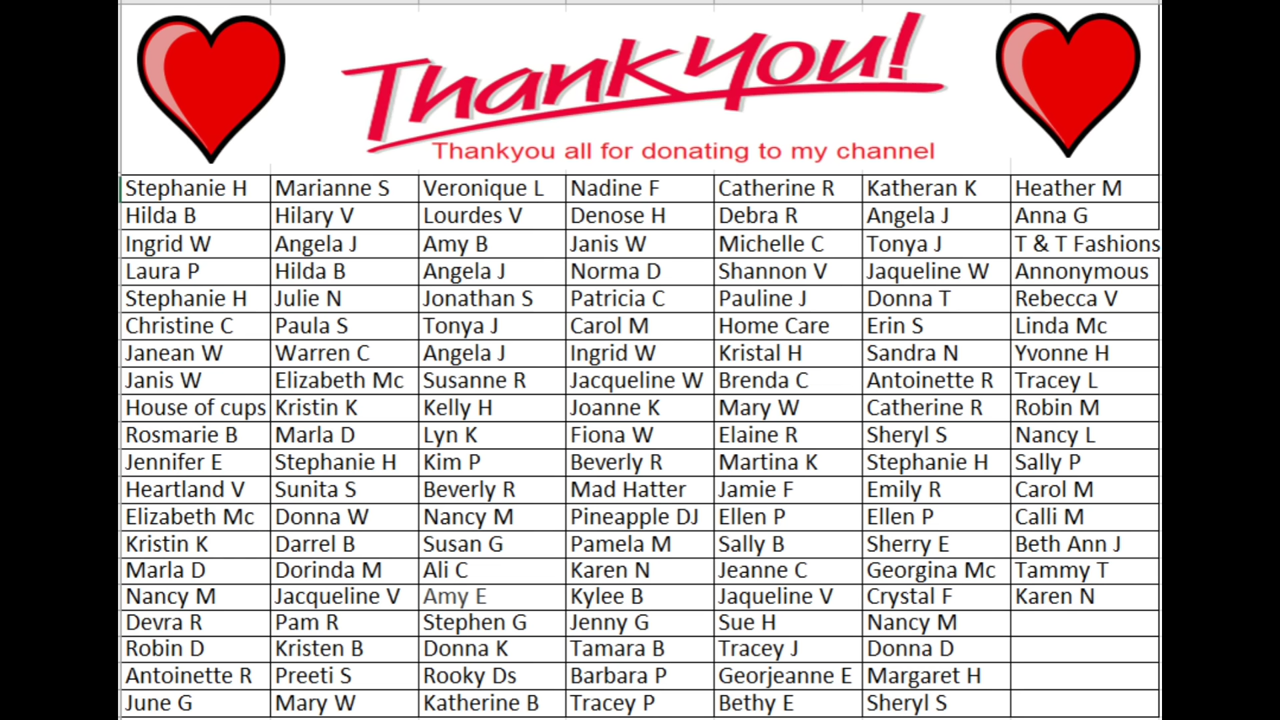 Thank You!
Thankyou all for donating to my channel
Stephanie H Marianne S Veronique L Nadine F Catherine R Katheran K Heather M
Hilda B Hilary V Lourdes V Denose H Debra R Angela J Anna G
Ingrid W Angela J Amy B Janis W Michelle C Tonya J T & T Fashions
Laura P Hilda B Angela J Norma D Shannon V Jaqueline W Annonymous
Stephanie H Julie N Jonathan S Patricia C Pauline J Donna T Rebecca V
Christine C Paula S Tonya J Carol M Home Care Erin S Linda Mc
Janean W Warren C Angela J Ingrid W Kristal H Sandra N Yvonne H
Janis W Elizabeth Mc Susanne R Jacqueline W Brenda C Antoinette R Tracey L
House of cups Kristin K Kelly H Joanne K Mary W Catherine R Robin M
Rosmarie B Marla D Lyn K Fiona W Elaine R Sheryl S Nancy L
Jennifer E Stephanie H Kim P Beverly R Martina K Stephanie H Sally P
Heartland V Sunita S Beverly R Mad Hatter Jamie F Emily R Carol M
Elizabeth Mc Donna W Nancy M Pineapple DJ Ellen P Ellen P Calli M
Kristin K Darrel B Susan G Pamela M Sally B Sherry E Beth Ann J
Marla D Dorinda M Ali C Karen N Jeanne C Georgina Mc Tammy T
Nancy M Jacqueline V Amy E Kylee B Jaqueline V Crystal F Karen N
Devra R Pam R Stephen G Jenny G Sue H Nancy M
Robin D Kristen B Donna K Tamara B Tracey J Donna D
Antoinette R Preeti S Rooky Ds Barbara P Georjeanne E Margaret H
June G Mary W Katherine B Tracey P Bethy E Sheryl S